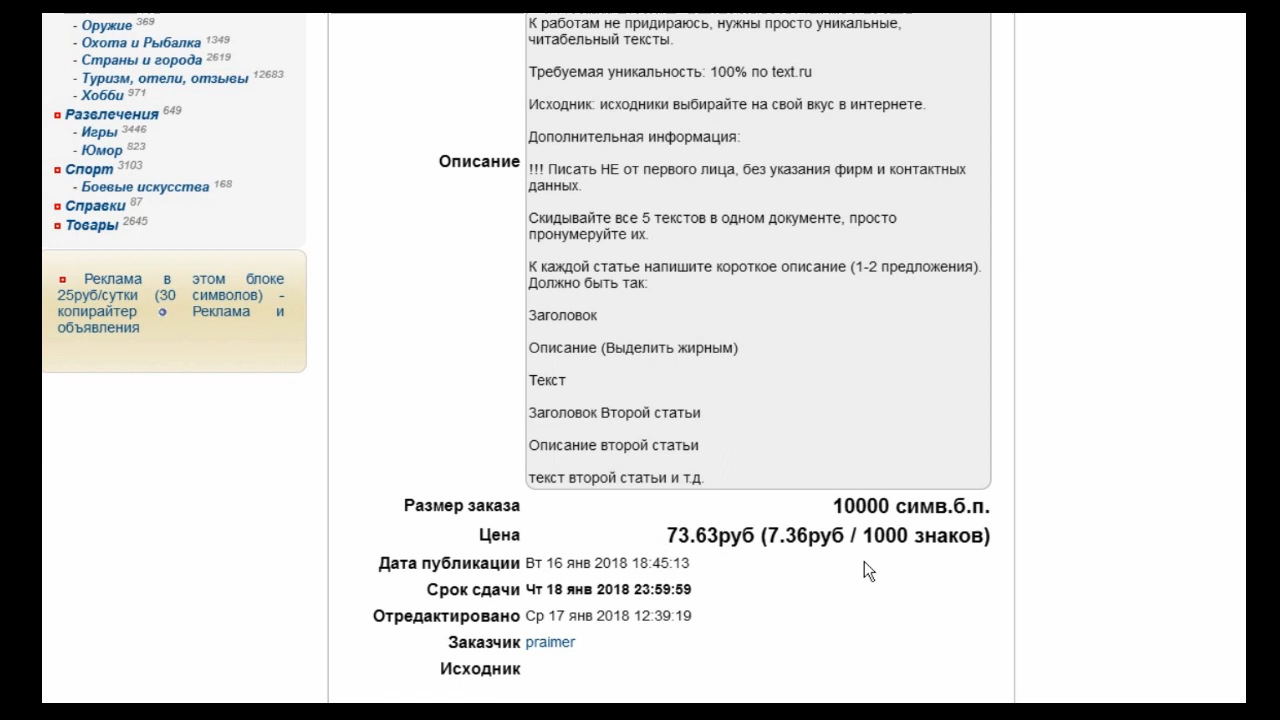 - Оружие 369
- Охота и Рыбалка 1349
- Страны и города 2619
- Туризм, отели, отзывы 12683
- Хобби 971
Развлечения 649
- Игры 3446
- Юмор 823
Спорт 3103
- Боевые искусства 168
Справки 87
Товары 2645
Реклама в этом блоке
25руб/сутки (30 символов) -
копирайтер Реклама и
объявления
К работам не придираюсь, нужны просто уникальные,
читабельный тексты.
Требуемая уникальность: 100% по text.ru
Исходник: исходники выбирайте на свой вкус в интернете.
Дополнительная информация:
Описание
!!! Писать НЕ от первого лица, без указания фирм и контактных
данных.
Скидывайте все 5 текстов в одном документе, просто
пронумеруйте их.
К каждой статье напишите короткое описание (1-2 предложения).
Должно быть так:
Заголовок
Описание (Выделить жирным)
Текст
Заголовок Второй статьи
Описание второй статьи
текст второй статьи и т.д.
Размер заказа 10000 симв.б.п.
Цена 73.63руб (7.36руб / 1000 знаков)
Дата публикации Вт 16 янв 2018 18:45:13
Срок сдачи Чт 18 янв 2018 23:59:59
Отредактировано Ср 17 янв 2018 12:39:19
Заказчик praimer
Исходник